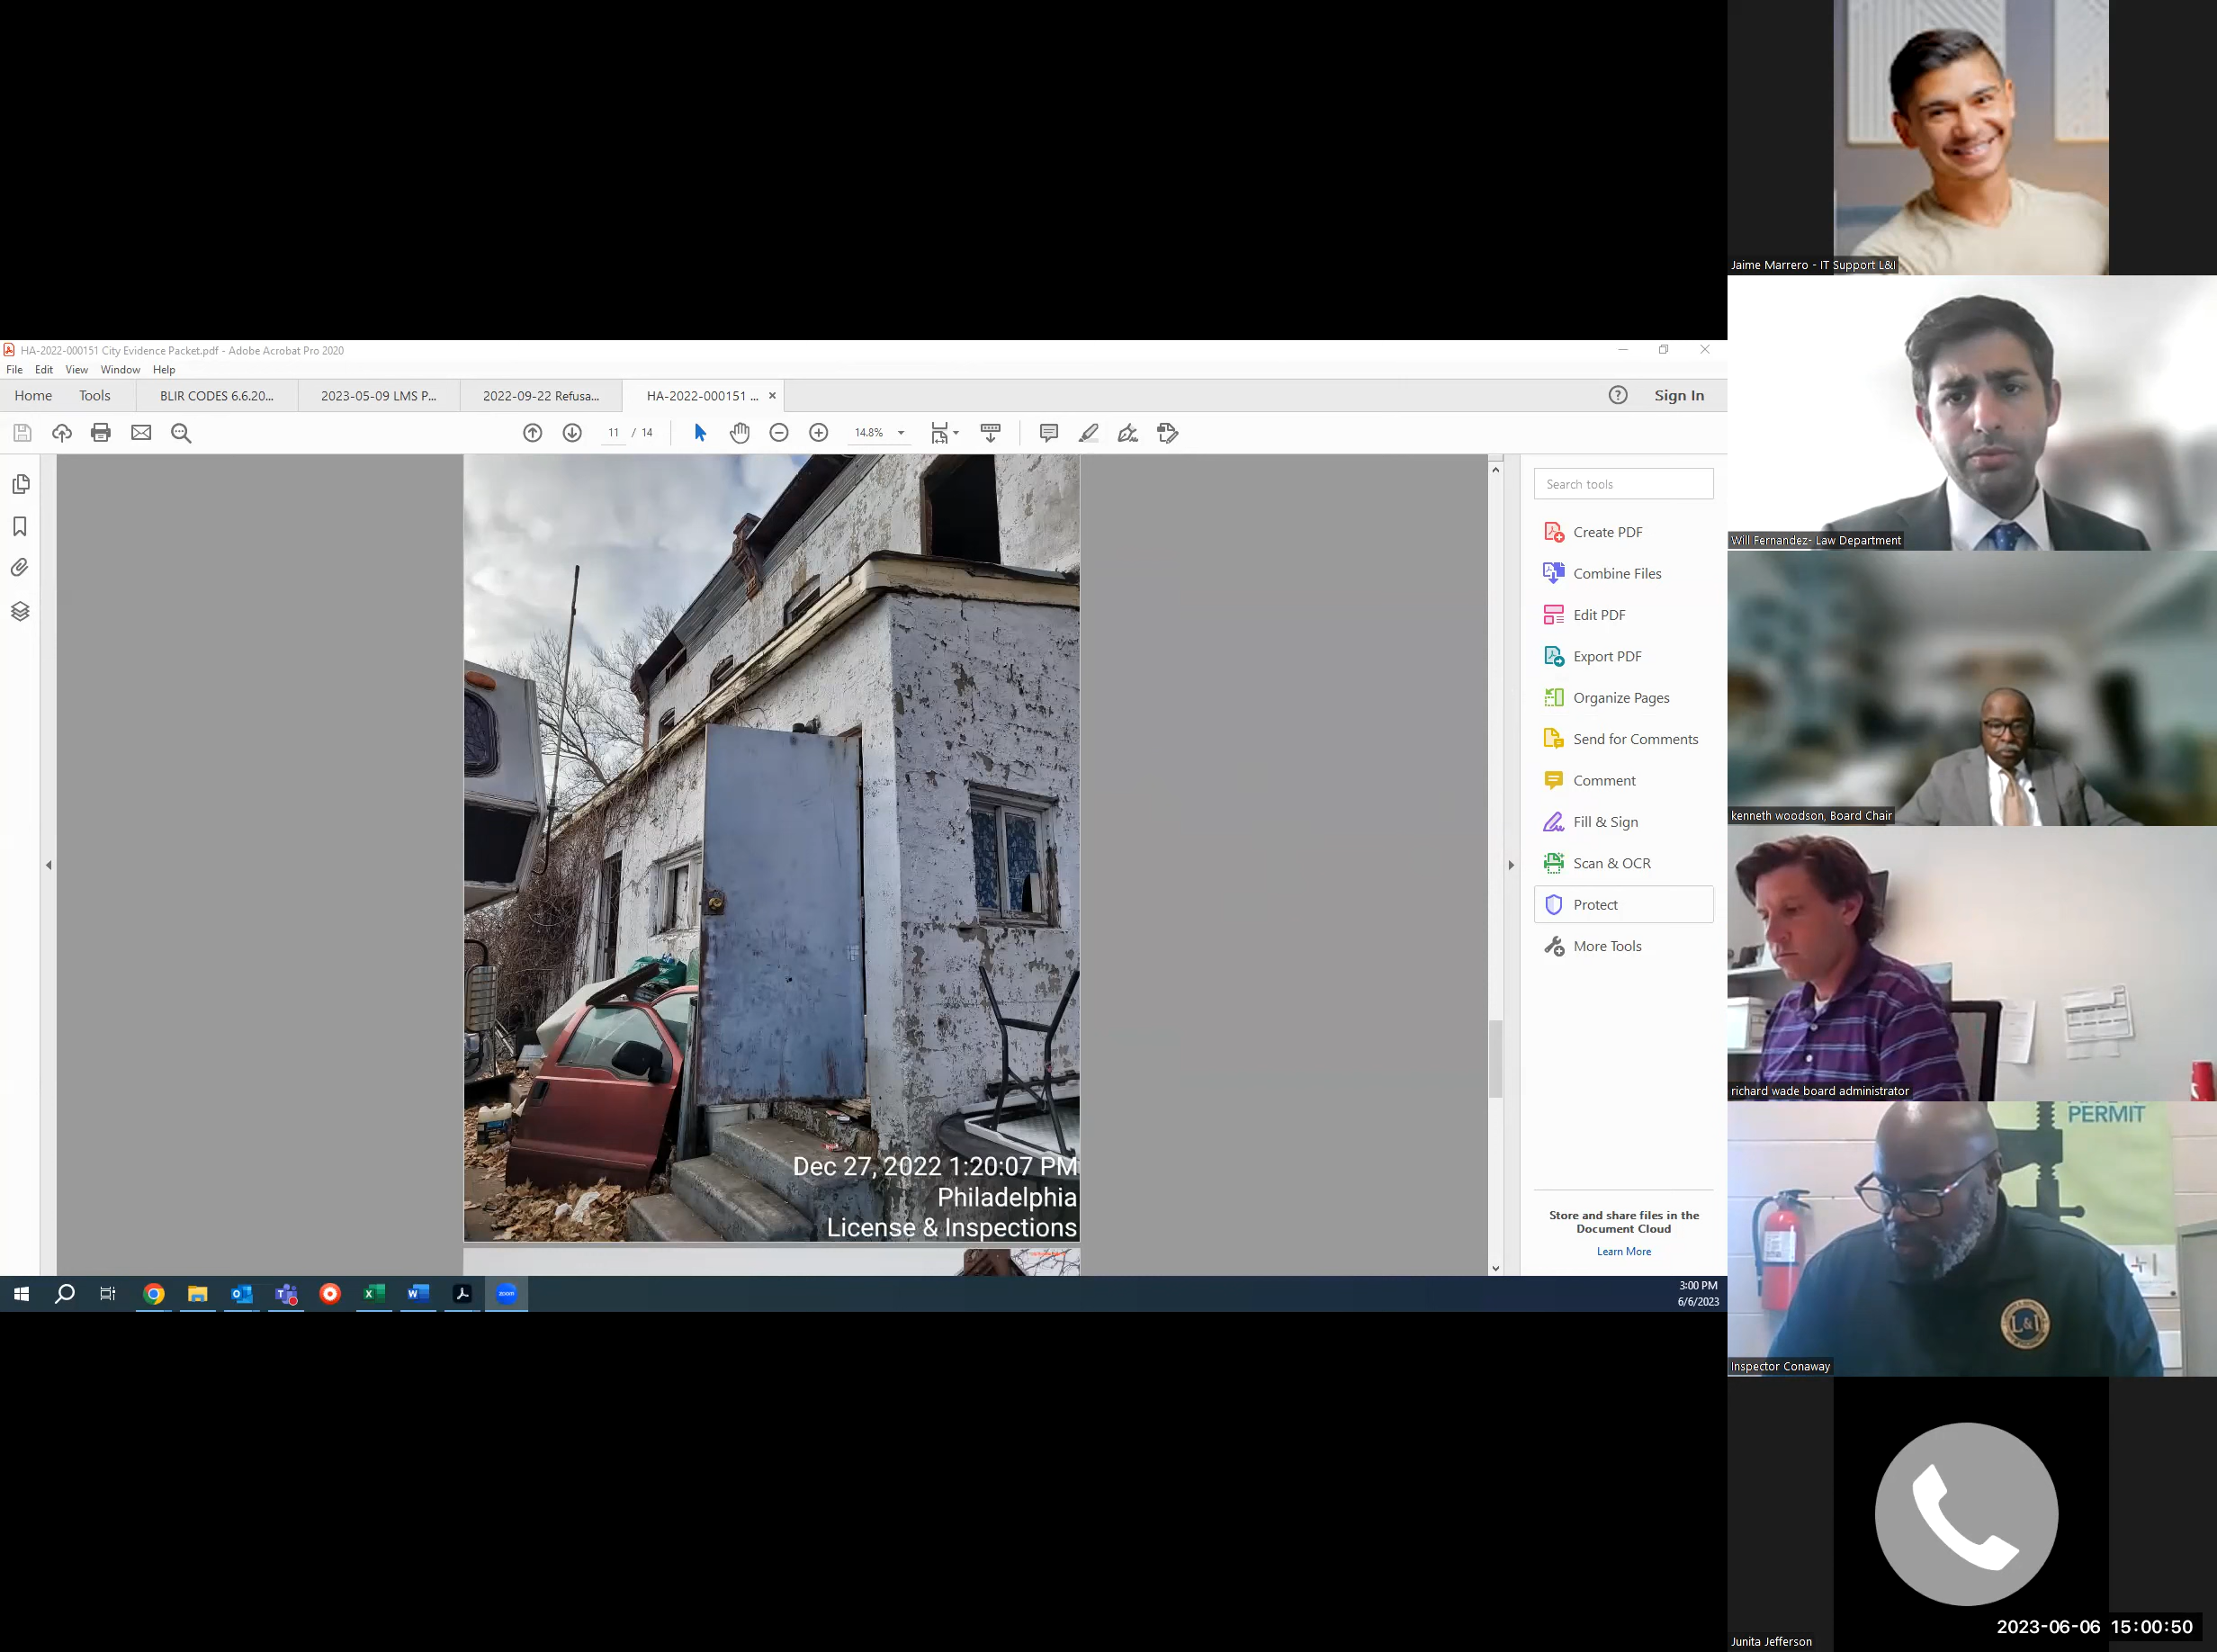 HA-2022-000151 City Evidence Packet.pdf - Adobe Acrobat Pro 2020
File Edit View Window Help
Home Tools BLIR CODES 6.6.20... 2023-05-09 LMS P... 2022-09-22 Refusa... HA-2022-000151 ... × ? Sign In
11 / 14 14.8%
Search tools
Create PDF
Combine Files
Edit PDF
Export PDF
Organize Pages
Send for Comments
Comment
Fill & Sign
Scan & OCR
Protect
More Tools
Store and share files in the
Document Cloud
Learn More
Dec 27, 2022 1:20:07 PM
Philadelphia
License & Inspections
zoom
3:00 PM
6/6/2023
Jaime Marrero - IT Support L&I
Will Fernandez- Law Department
kenneth woodson, Board Chair
richard wade board administrator
PERMIT
L&I
Inspector Conaway
Junita Jefferson
2023-06-06 15:00:50